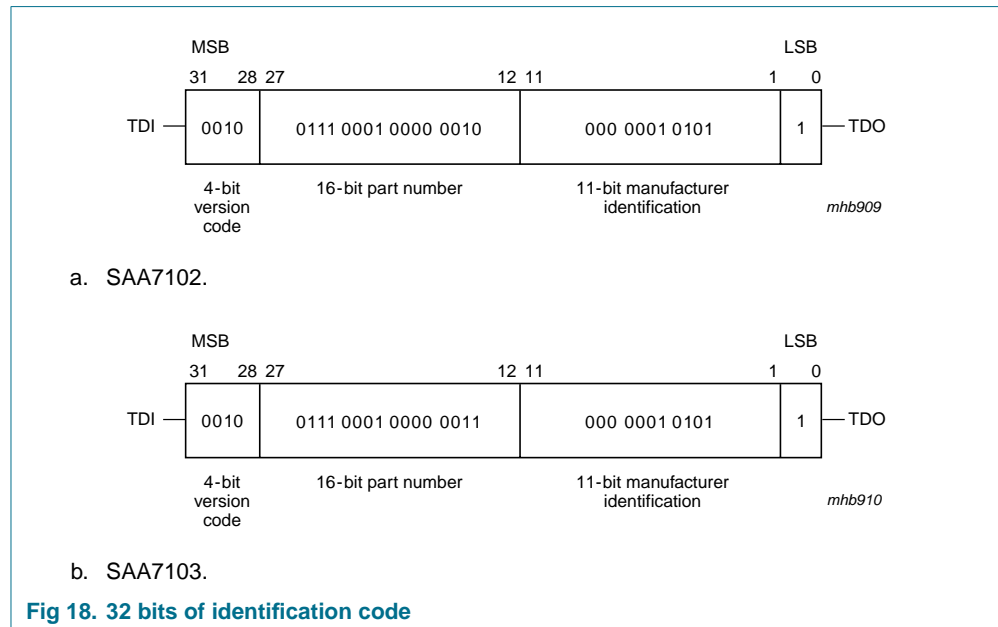 MSB LSB
31 28 27 12 11 1 0
TDI 0010 0111 0001 0000 0010 000 0001 0101 1 TDO
4-bit 16-bit part number 11-bit manufacturer
version identification
code
mhb909
a. SAA7102.
MSB LSB
31 28 27 12 11 1 0
TDI 0010 0111 0001 0000 0011 000 0001 0101 1 TDO
4-bit 16-bit part number 11-bit manufacturer
version identification
code
mhb910
b. SAA7103.
Fig 18. 32 bits of identification code